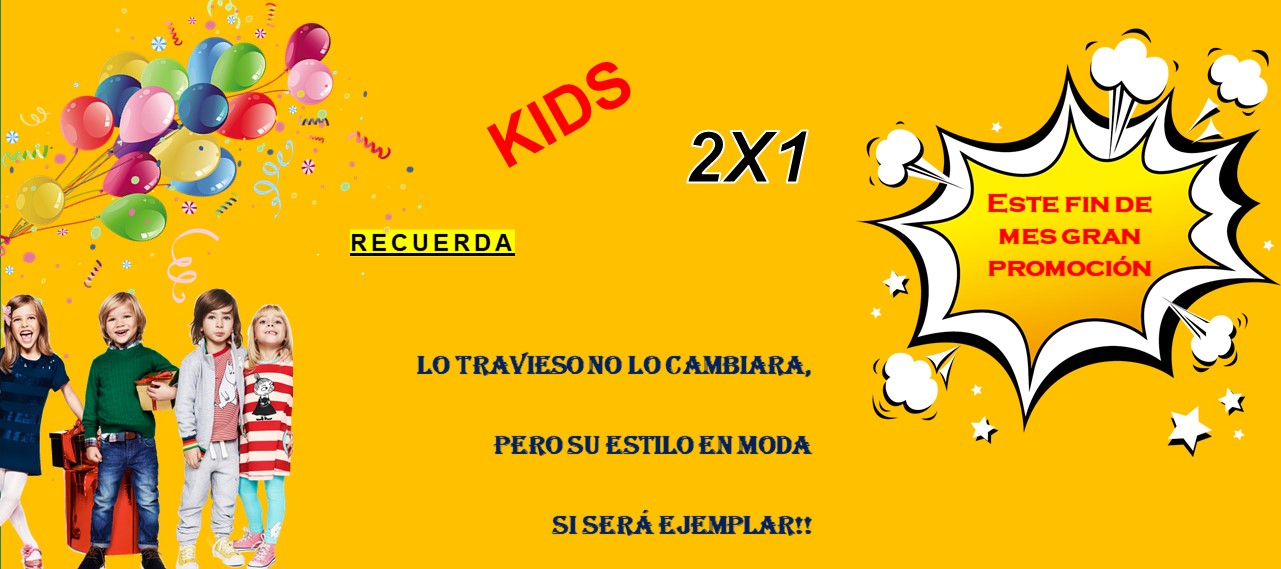 KIDS
2X1
RECUERDA
LO TRAVIESO NO LO CAMBIARA,
PERO SU ESTILO EN MODA
SI SERÁ EJEMPLAR!!
ESTE FIN DE
MES GRAN
PROMOCIÓN